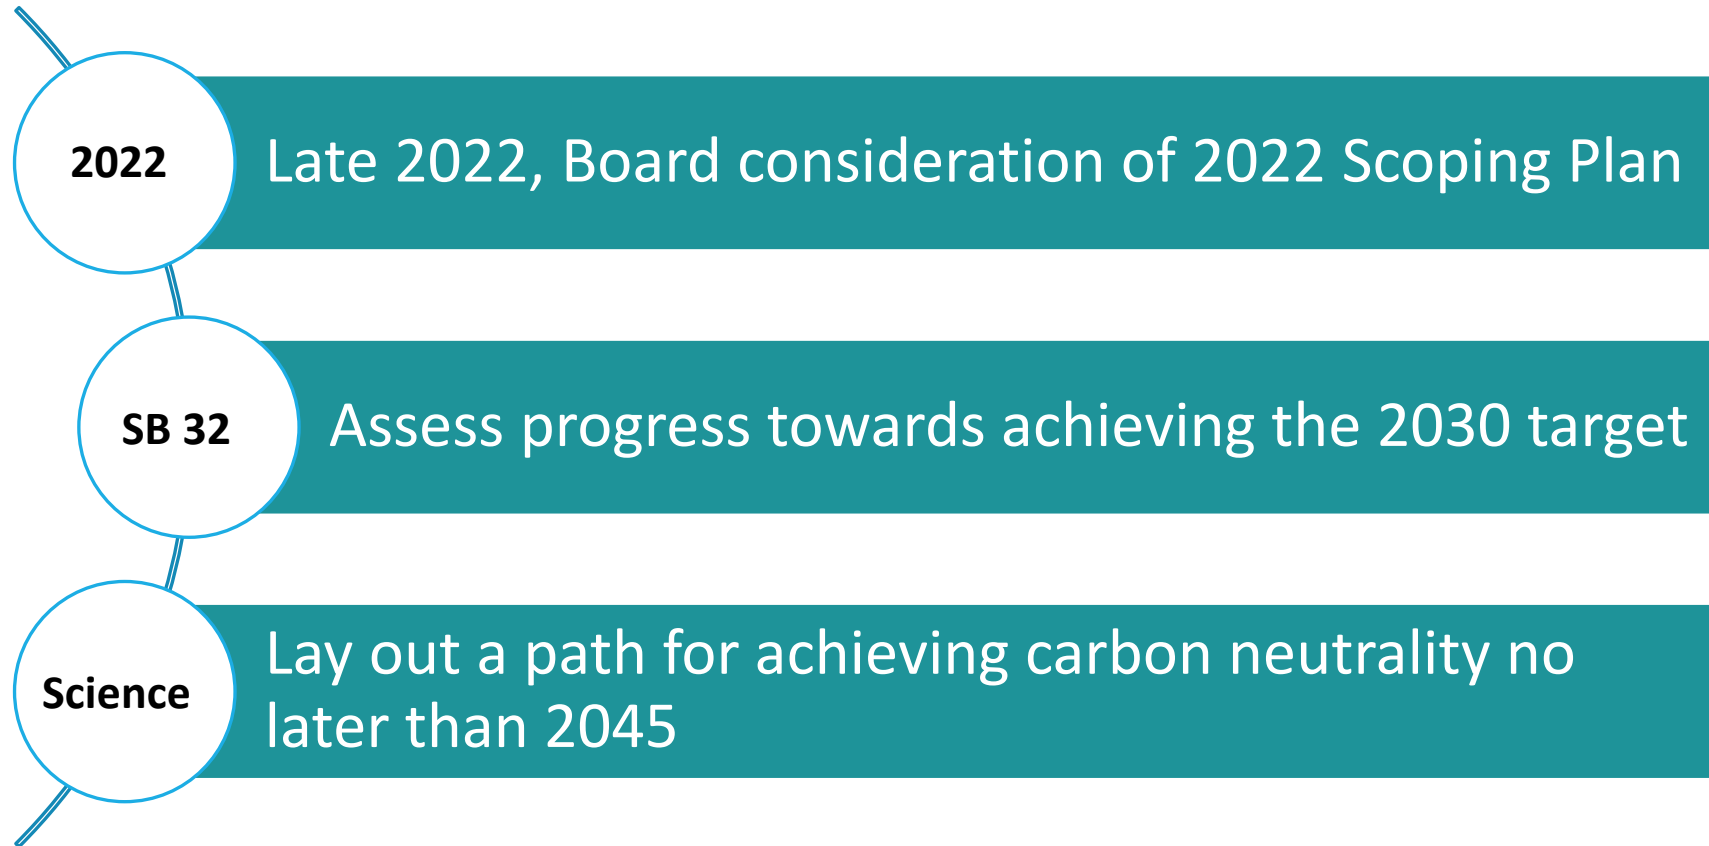 2022
Late 2022, Board consideration of 2022 Scoping Plan
SB 32
Assess progress towards achieving the 2030 target
Science
Lay out a path for achieving carbon neutrality no
later than 2045